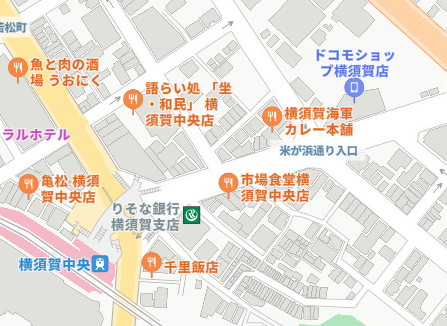 若松町
魚と肉の酒
場 うおにく
ドコモショッ
プ横須賀店
語らい処 「坐
・和民」 横
須賀中央店
横須賀海軍
カレー本舗
ラルホテル
米が浜通り入口
亀松 横須
賀中央店
市場食堂横
須賀中央店
りそな銀行
横須賀支店
横須賀中央
千里飯店